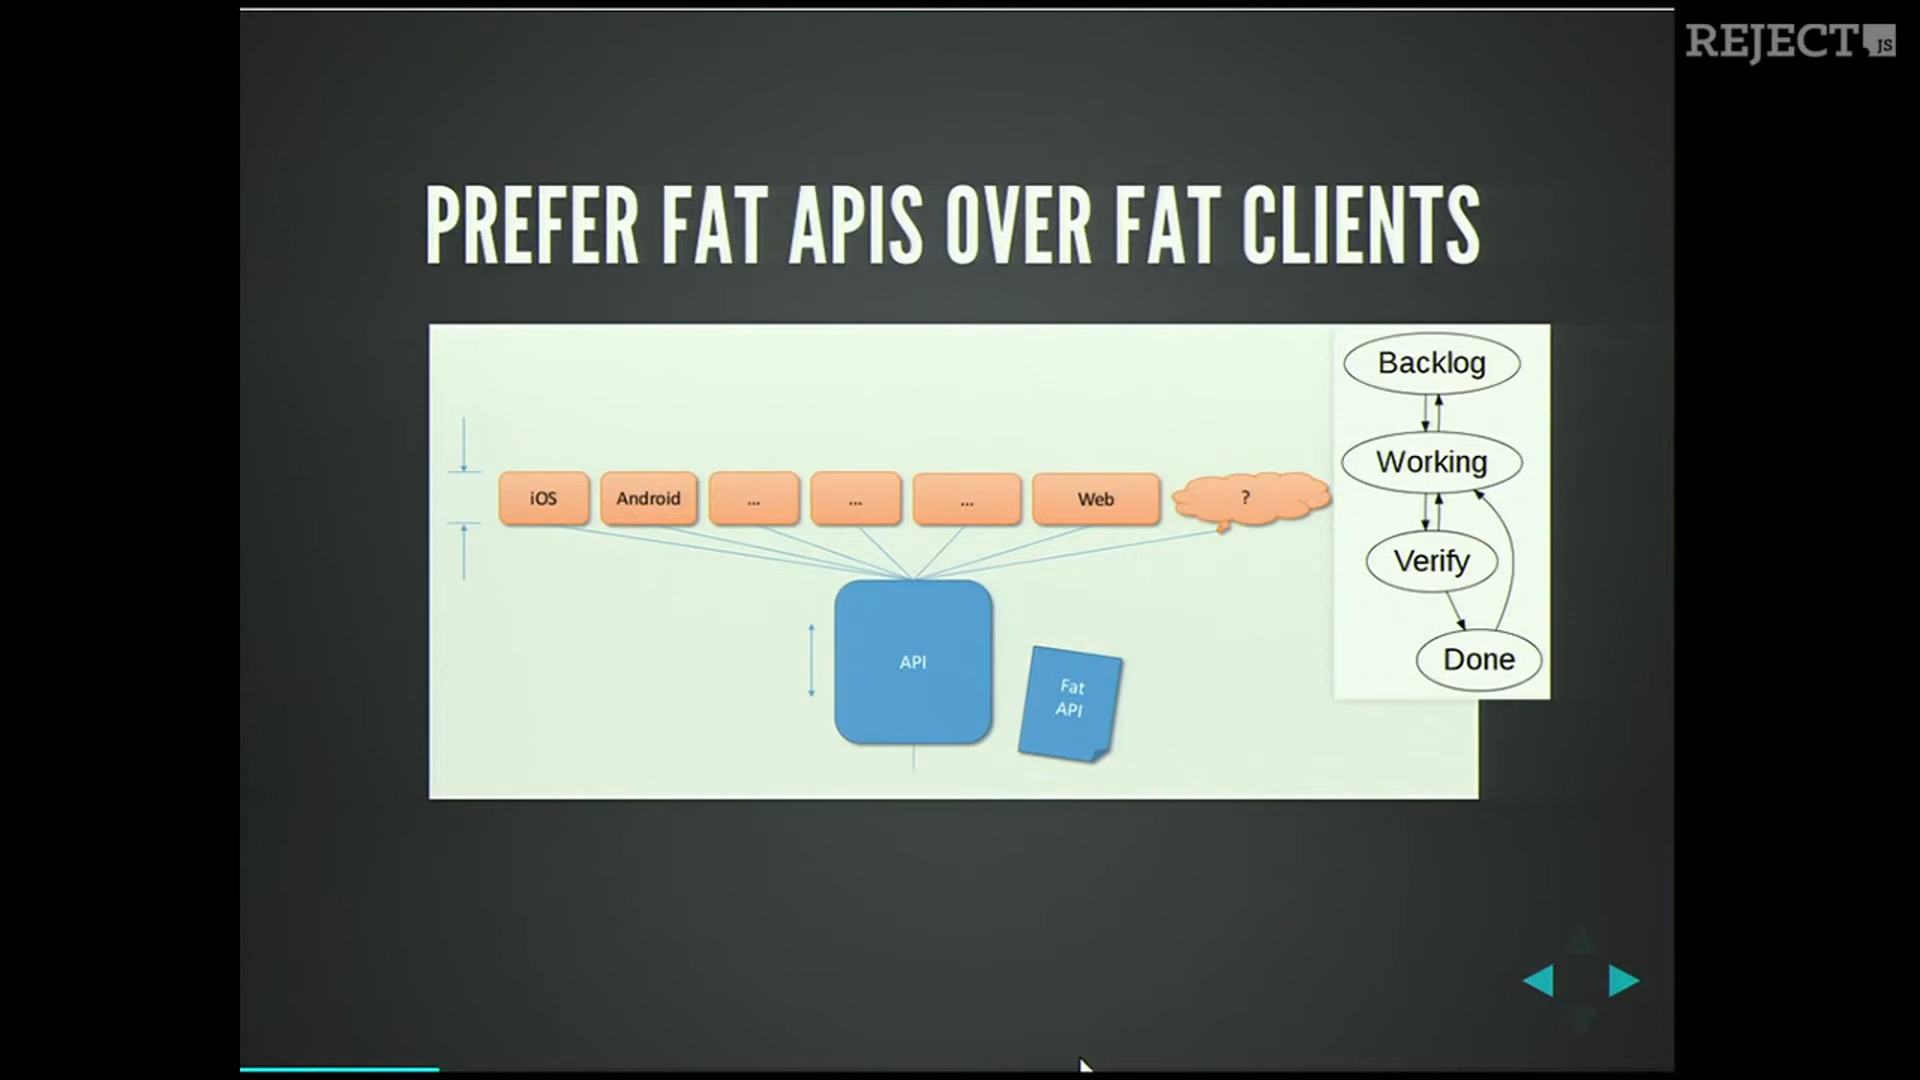 REJECT JS
PREFER FAT APIS OVER FAT CLIENTS
iOS
Android
...
...
...
Web
?
API
Fat
API
Backlog
Working
Verify
Done